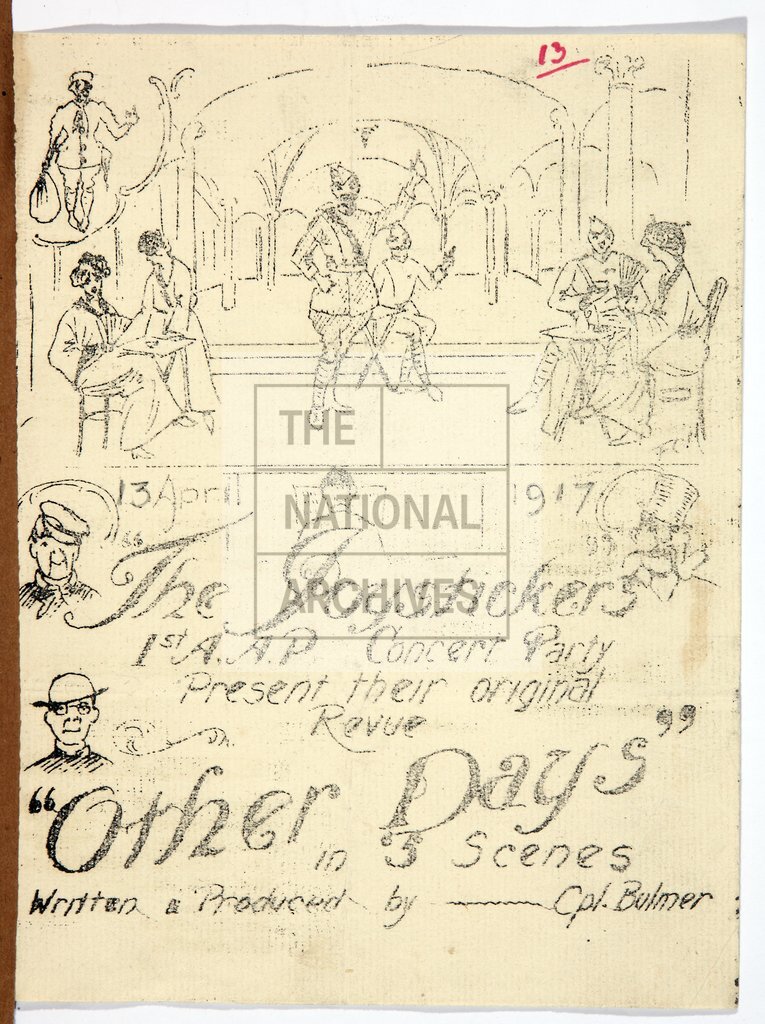 13
THE
NATIONAL
ARCHIVES
13 April 1917
"The Joysticker's"
1st A.A.P Concert Party
Present their original
Revue
"Other Days"
in 3 Scenes
Written & Produced by Cpl. Bulmer